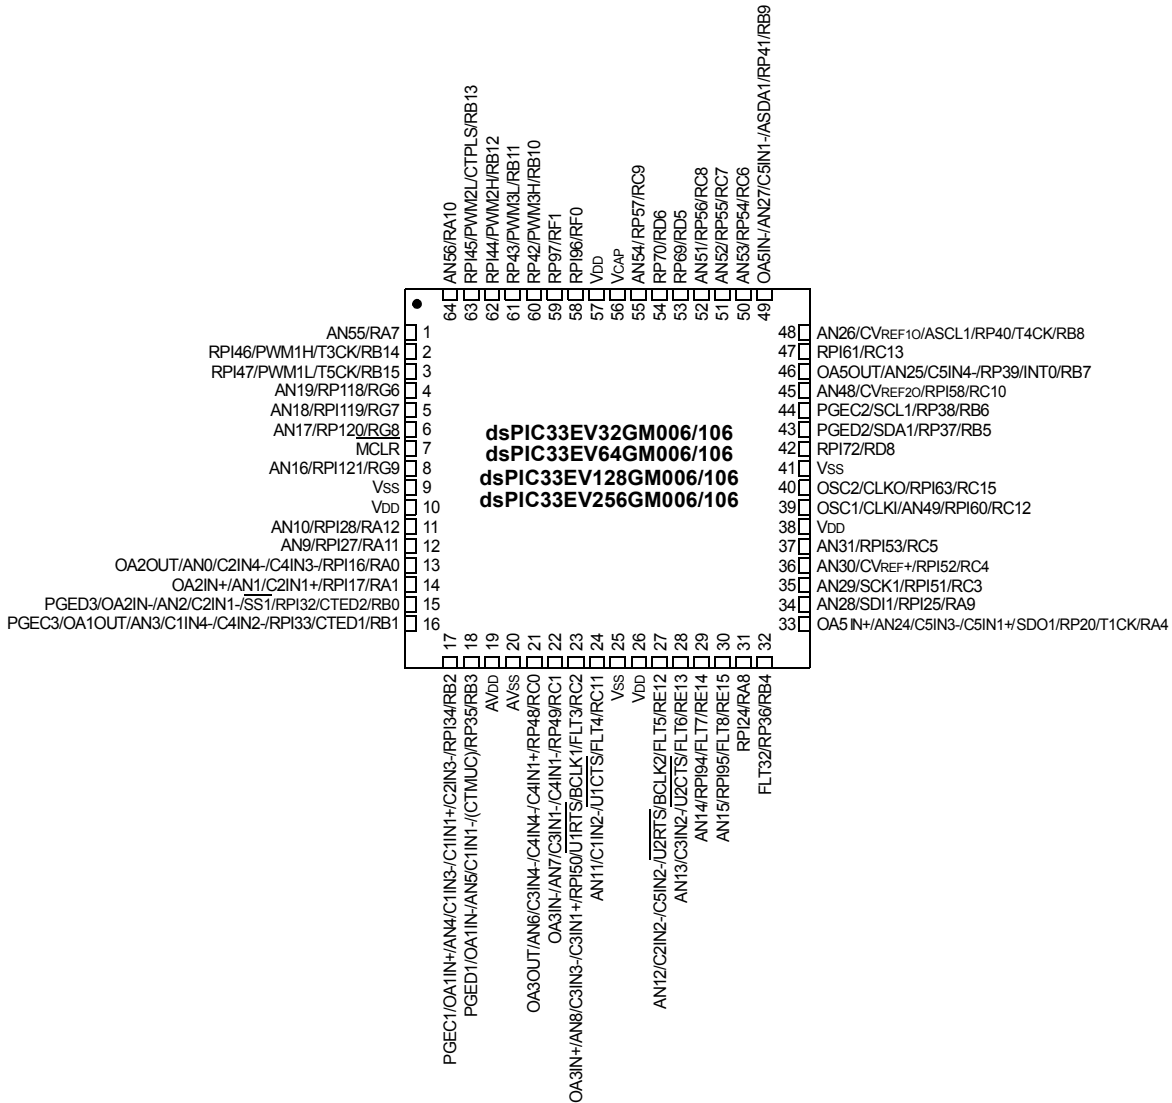 OA5IN-/AN27/C5IN1-/ASDA1/RP41/RB9
AN53/RP54/RC6
AN52/RP55/RC7
AN51/RP56/RC8
RP69/RD5
RP70/RD6
AN54/RP57/RC9
VCAP
VDD
RPI96/RF0
RP97/RF1
RP42/PWM3H/RB10
RP43/PWM3L/RB11
RPI44/PWM2H/RB12
RPI45/PWM2L/CTPLS/RB13
AN56/RA10
64 63 62 61 60 59 58 57 56 55 54 53 52 51 50 49
AN55/RA7 1
RPI46/PWM1H/T3CK/RB14 2
RPI47/PWM1L/T5CK/RB15 3
AN19/RP118/RG6 4
AN18/RPI119/RG7 5
AN17/RP120/RG8 6
MCLR 7
AN16/RPI121/RG9 8
VSS 9
VDD 10
AN10/RPI28/RA12 11
AN9/RPI27/RA11 12
OA2OUT/AN0/C2IN4-/C4IN3-/RPI16/RA0 13
OA2IN+/AN1/C2IN1+/RPI17/RA1 14
PGED3/OA2IN-/AN2/C2IN1-/SS1/RPI32/CTED2/RB0 15
PGEC3/OA1OUT/AN3/C1IN4-/C4IN2-/RPI33/CTED1/RB1 16
dsPIC33EV32GM006/106
dsPIC33EV64GM006/106
dsPIC33EV128GM006/106
dsPIC33EV256GM006/106
48 AN26/CVREF1O/ASCL1/RP40/T4CK/RB8
47 RPI61/RC13
46 OA5OUT/AN25/C5IN4-/RP39/INT0/RB7
45 AN48/CVREF2O/RPI58/RC10
44 PGEC2/SCL1/RP38/RB6
43 PGED2/SDA1/RP37/RB5
42 RPI72/RD8
41 VSS
40 OSC2/CLKO/RPI63/RC15
39 OSC1/CLKI/AN49/RPI60/RC12
38 VDD
37 AN31/RPI53/RC5
36 AN30/CVREF+/RPI52/RC4
35 AN29/SCK1/RPI51/RC3
34 AN28/SDI1/RPI25/RA9
33 OA5IN+/AN24/C5IN3-/C5IN1+/SDO1/RP20/T1CK/RA4
17 18 19 20 21 22 23 24 25 26 27 28 29 30 31 32
PGEC1/OA1IN+/AN4/C1IN3-/C1IN1+/C2IN3-/RPI34/RB2
PGED1/OA1IN-/AN5/C1IN1-/(CTMUC)/RP35/RB3
AVDD
AVSS
OA3OUT/AN6/C3IN4-/C4IN4-/C4IN1+/RP48/RC0
OA3IN-/AN7/C3IN1-/C4IN1-/RP49/RC1
OA3IN+/AN8/C3IN3-/C3IN1+/RPI50/U1RTS/BCLK1/FLT3/RC2
AN11/C1IN2-/U1CTS/FLT4/RC11
VSS
VDD
AN12/C2IN2-/C5IN2-/U2RTS/BCLK2/FLT5/RE12
AN13/C3IN2-/U2CTS/FLT6/RE13
AN14/RPI94/FLT7/RE14
AN15/RPI95/FLT8/RE15
RPI24/RA8
FLT32/RP36/RB4